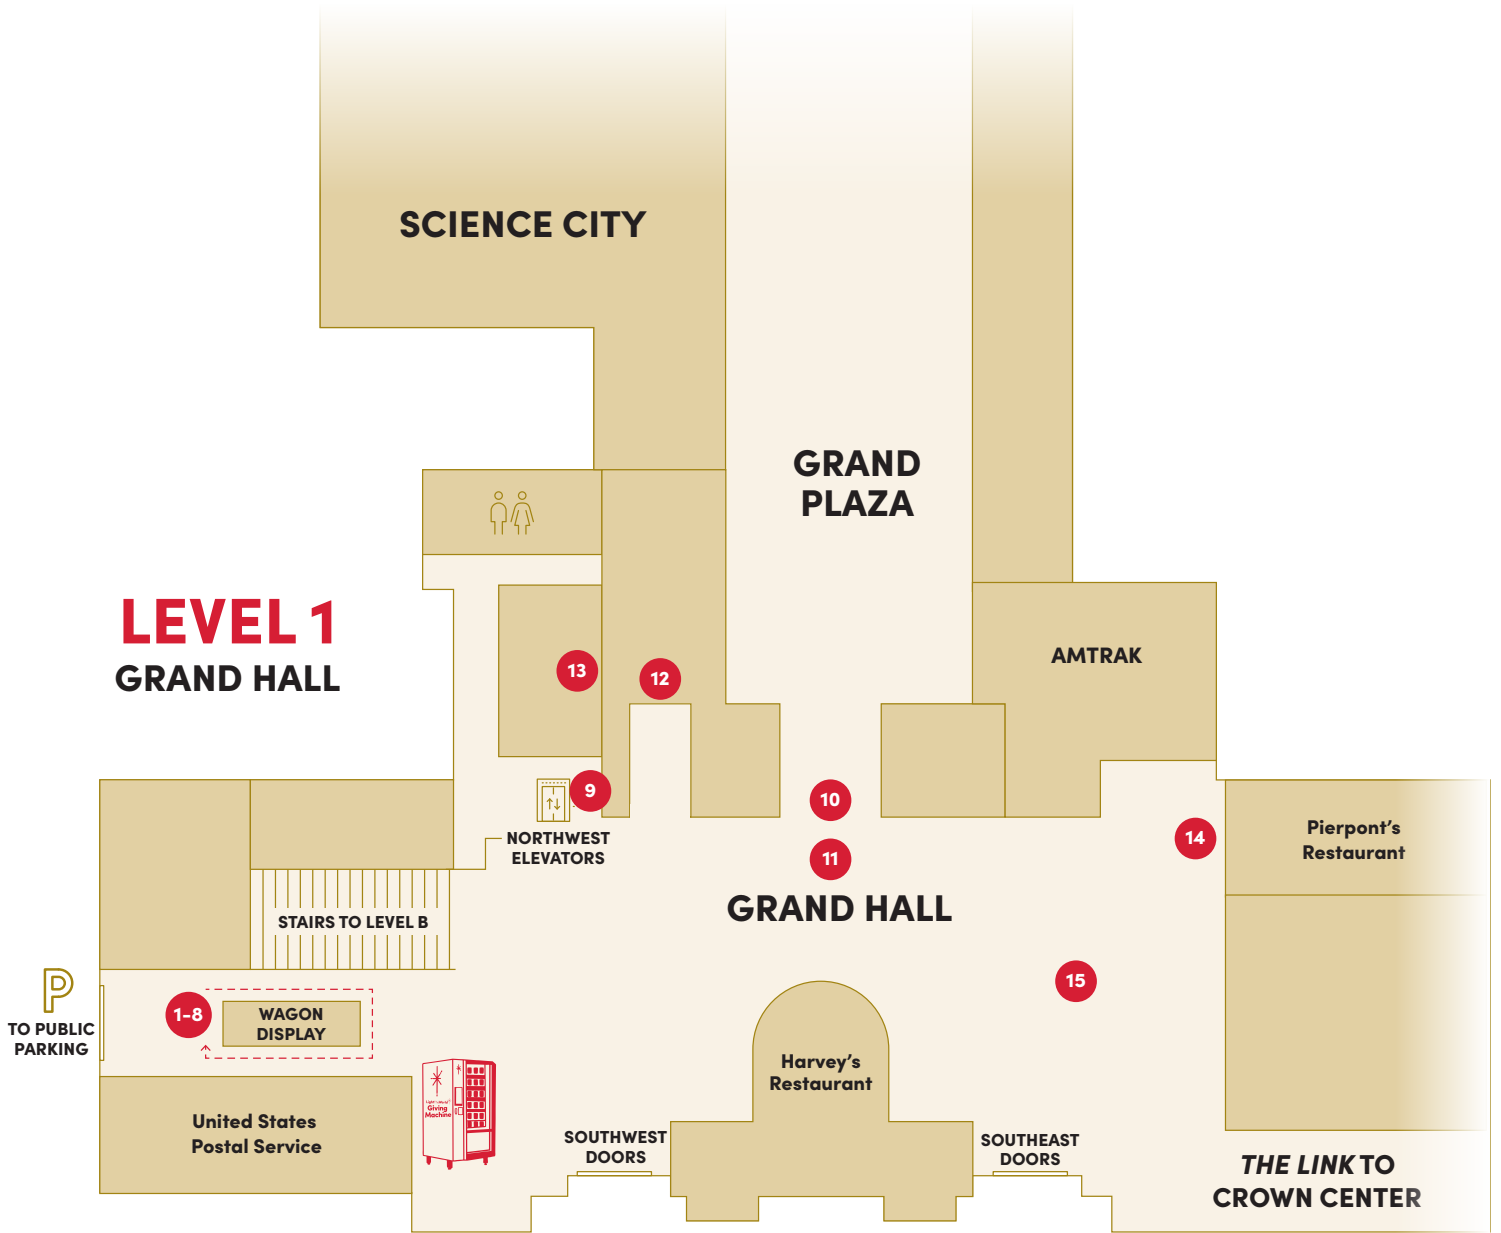 SCIENCE CITY
GRAND
PLAZA
LEVEL 1
GRAND HALL
13
12
AMTRAK
9
10
NORTHWEST
ELEVATORS
11
14
Pierpont’s
Restaurant
GRAND HALL
STAIRS TO LEVEL B
15
P
TO PUBLIC
PARKING
1-8
WAGON
DISPLAY
Harvey’s
Restaurant
Giving
Machine
United States
Postal Service
SOUTHWEST
DOORS
SOUTHEAST
DOORS
THE LINK TO
CROWN CENTER